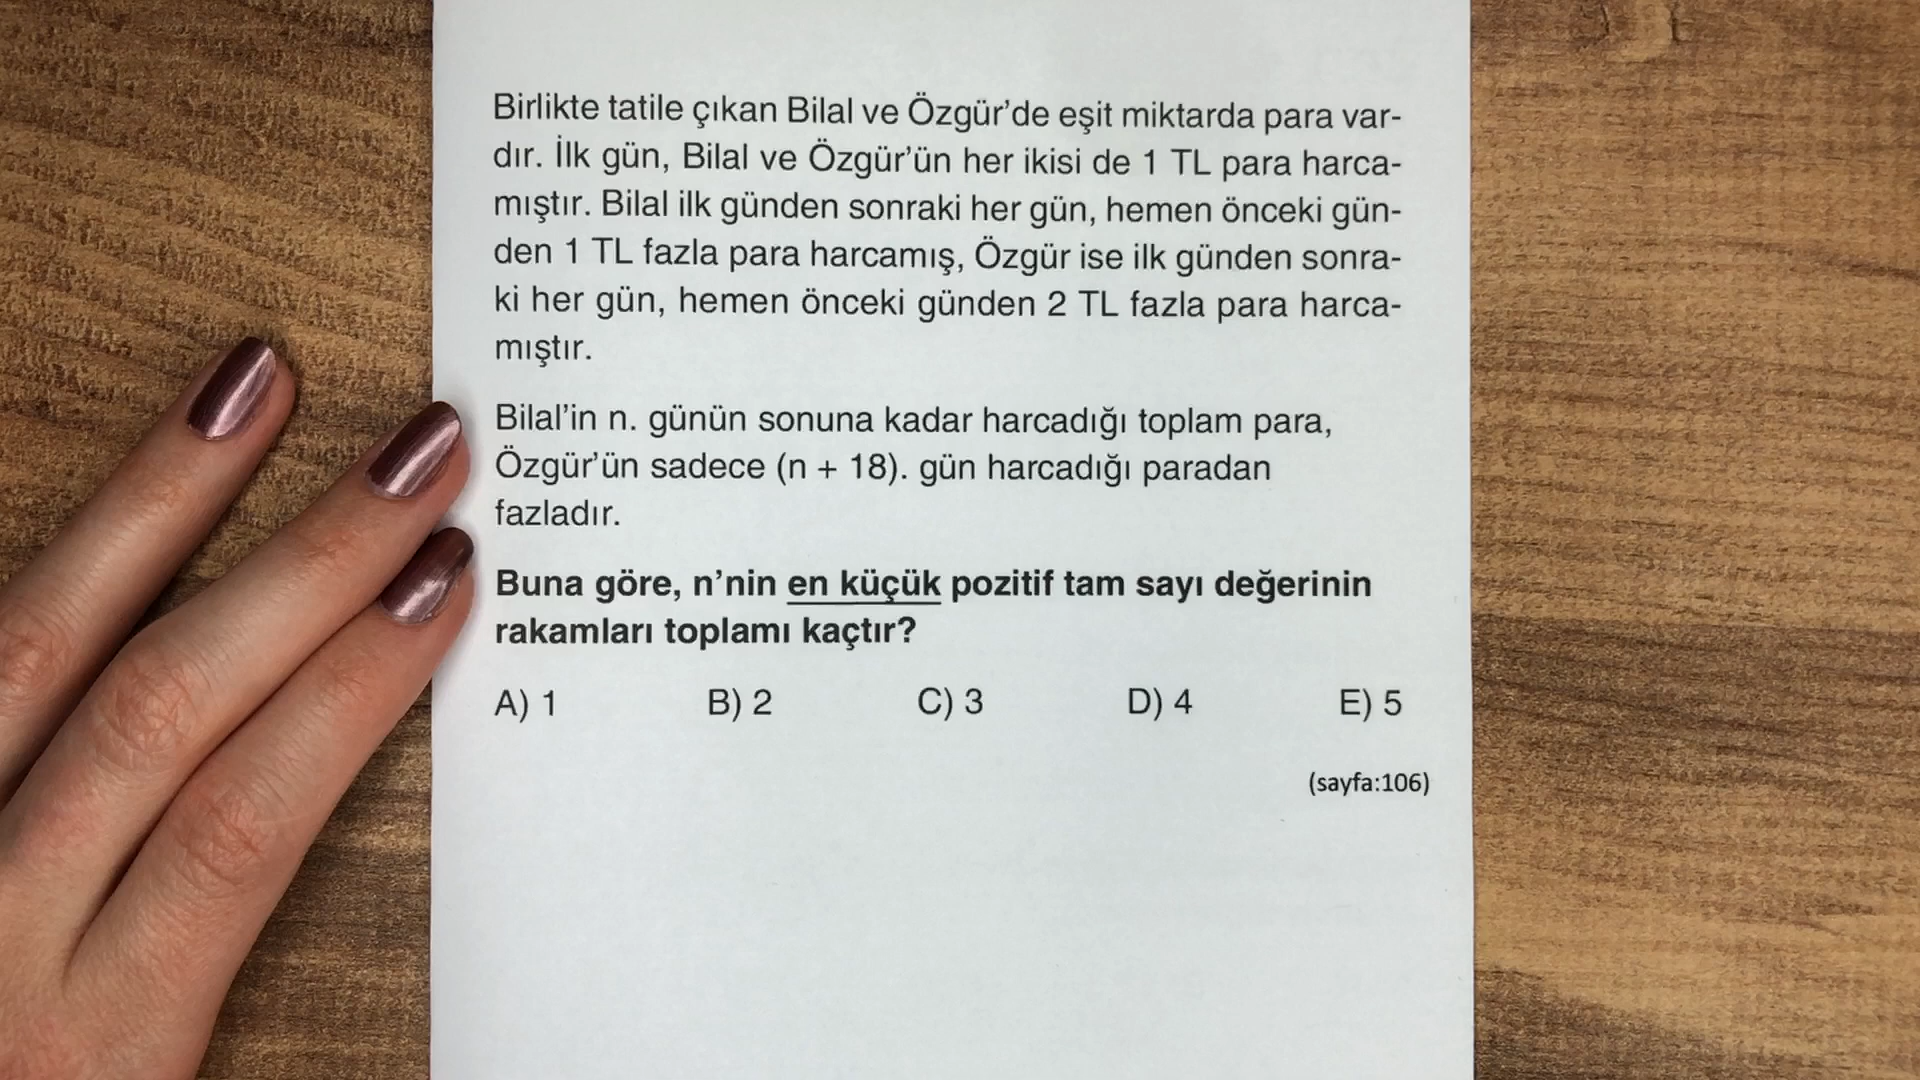 Birlikte tatile çıkan Bilal ve Özgür'de eşit miktarda para var-
dır. İlk gün, Bilal ve Özgür'ün her ikisi de 1 TL para harca-
mıştır. Bilal ilk günden sonraki her gün, hemen önceki gün-
den 1 TL fazla para harcamış, Özgür ise ilk günden sonra-
ki her gün, hemen önceki günden 2 TL fazla para harca-
mıştır.
Bilal'in n. günün sonuna kadar harcadığı toplam para,
Özgür'ün sadece (n + 18). gün harcadığı paradan
fazladır.
Buna göre, n'nin en küçük pozitif tam sayı değerinin
rakamları toplamı kaçtır?
A) 1 B) 2 C) 3 D) 4 E) 5
(sayfa:106)